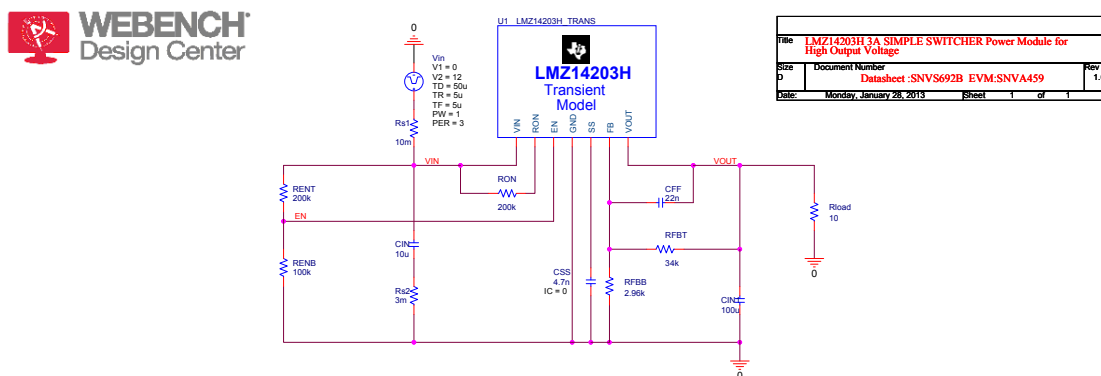 WEBENCH
Design Center
0
Vin
V1 = 0
V2 = 12
TD = 50u
TR = 5u
TF = 5u
PW = 1
PER = 3
Rs1
10m
U1 LMZ14203H_TRANS
LMZ14203H
Transient
Model
VIN
RON
EN
GND
SS
FB
VOUT
Title
LMZ14203H 3A SIMPLE SWITCHER Power Module for
High Output Voltage
Size
D
Document Number
Datasheet :SNVS692B EVM:SNVA459
Rev
Date:
Monday, January 28, 2013
Sheet
1
of
1
VIN
VOUT
RENT
200k
RON
200k
CFF
22n
Rload
10
EN
RENB
100k
CIN
10u
RFBT
34k
0
Rs2
3m
CSS
4.7n
IC = 0
RFBB
2.96k
100u
0